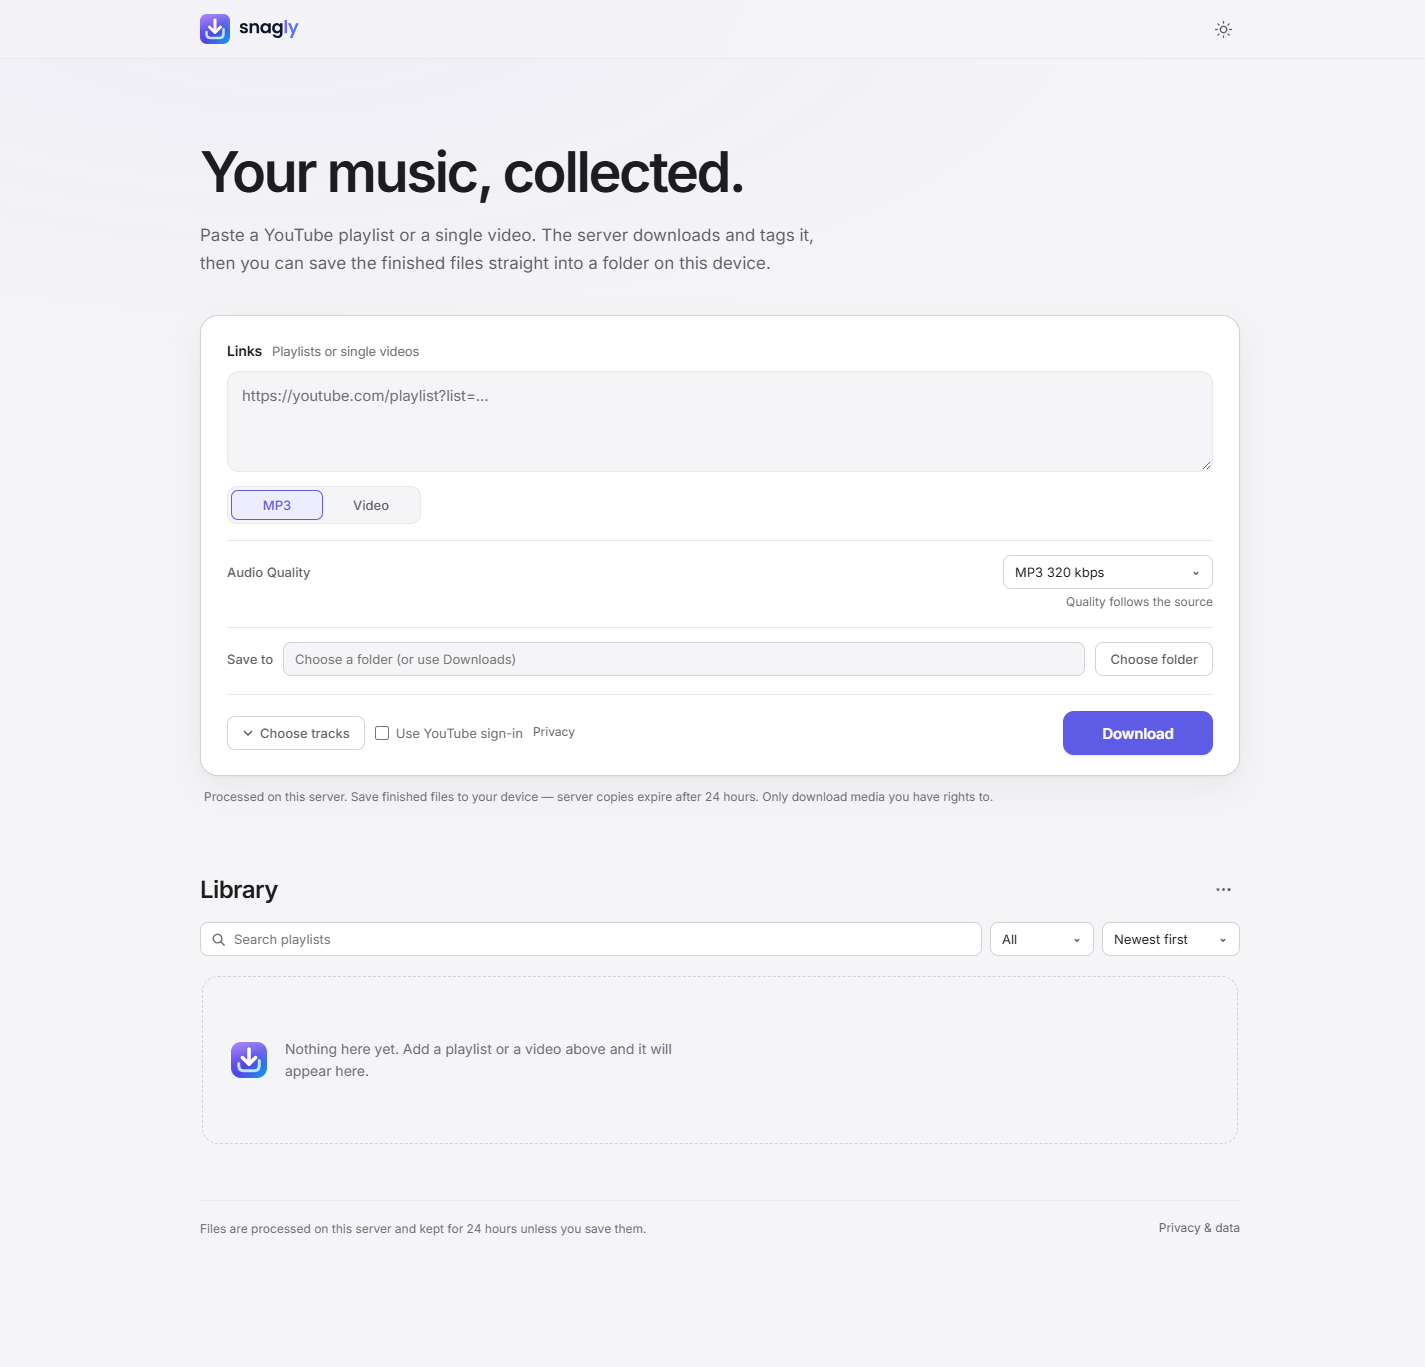 snagly
Your music, collected.
Paste a YouTube playlist or a single video. The server downloads and tags it,
then you can save the finished files straight into a folder on this device.
Links Playlists or single videos
https://youtube.com/playlist?list=...
MP3 Video
Audio Quality MP3 320 kbps
Quality follows the source
Save to Choose a folder (or use Downloads) Choose folder
Choose tracks Use YouTube sign-in Privacy Download
Processed on this server. Save finished files to your device — server copies expire after 24 hours. Only download media you have rights to.
Library
Search playlists All Newest first
Nothing here yet. Add a playlist or a video above and it will
appear here.
Files are processed on this server and kept for 24 hours unless you save them. Privacy & data